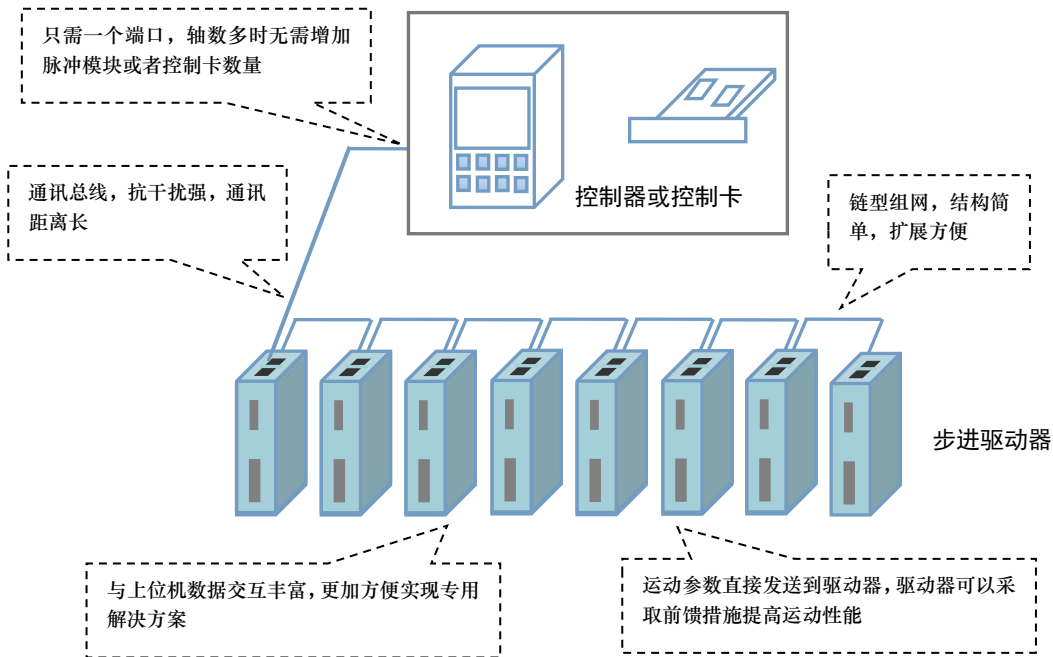 只需一个端口，轴数多时无需增加
脉冲模块或者控制卡数量
控制器或控制卡
通讯总线，抗干扰强，通讯
距离长
链型组网，结构简
单，扩展方便
步进驱动器
与上位机数据交互丰富，更加方便实现专用
解决方案
运动参数直接发送到驱动器，驱动器可以采
取前馈措施提高运动性能